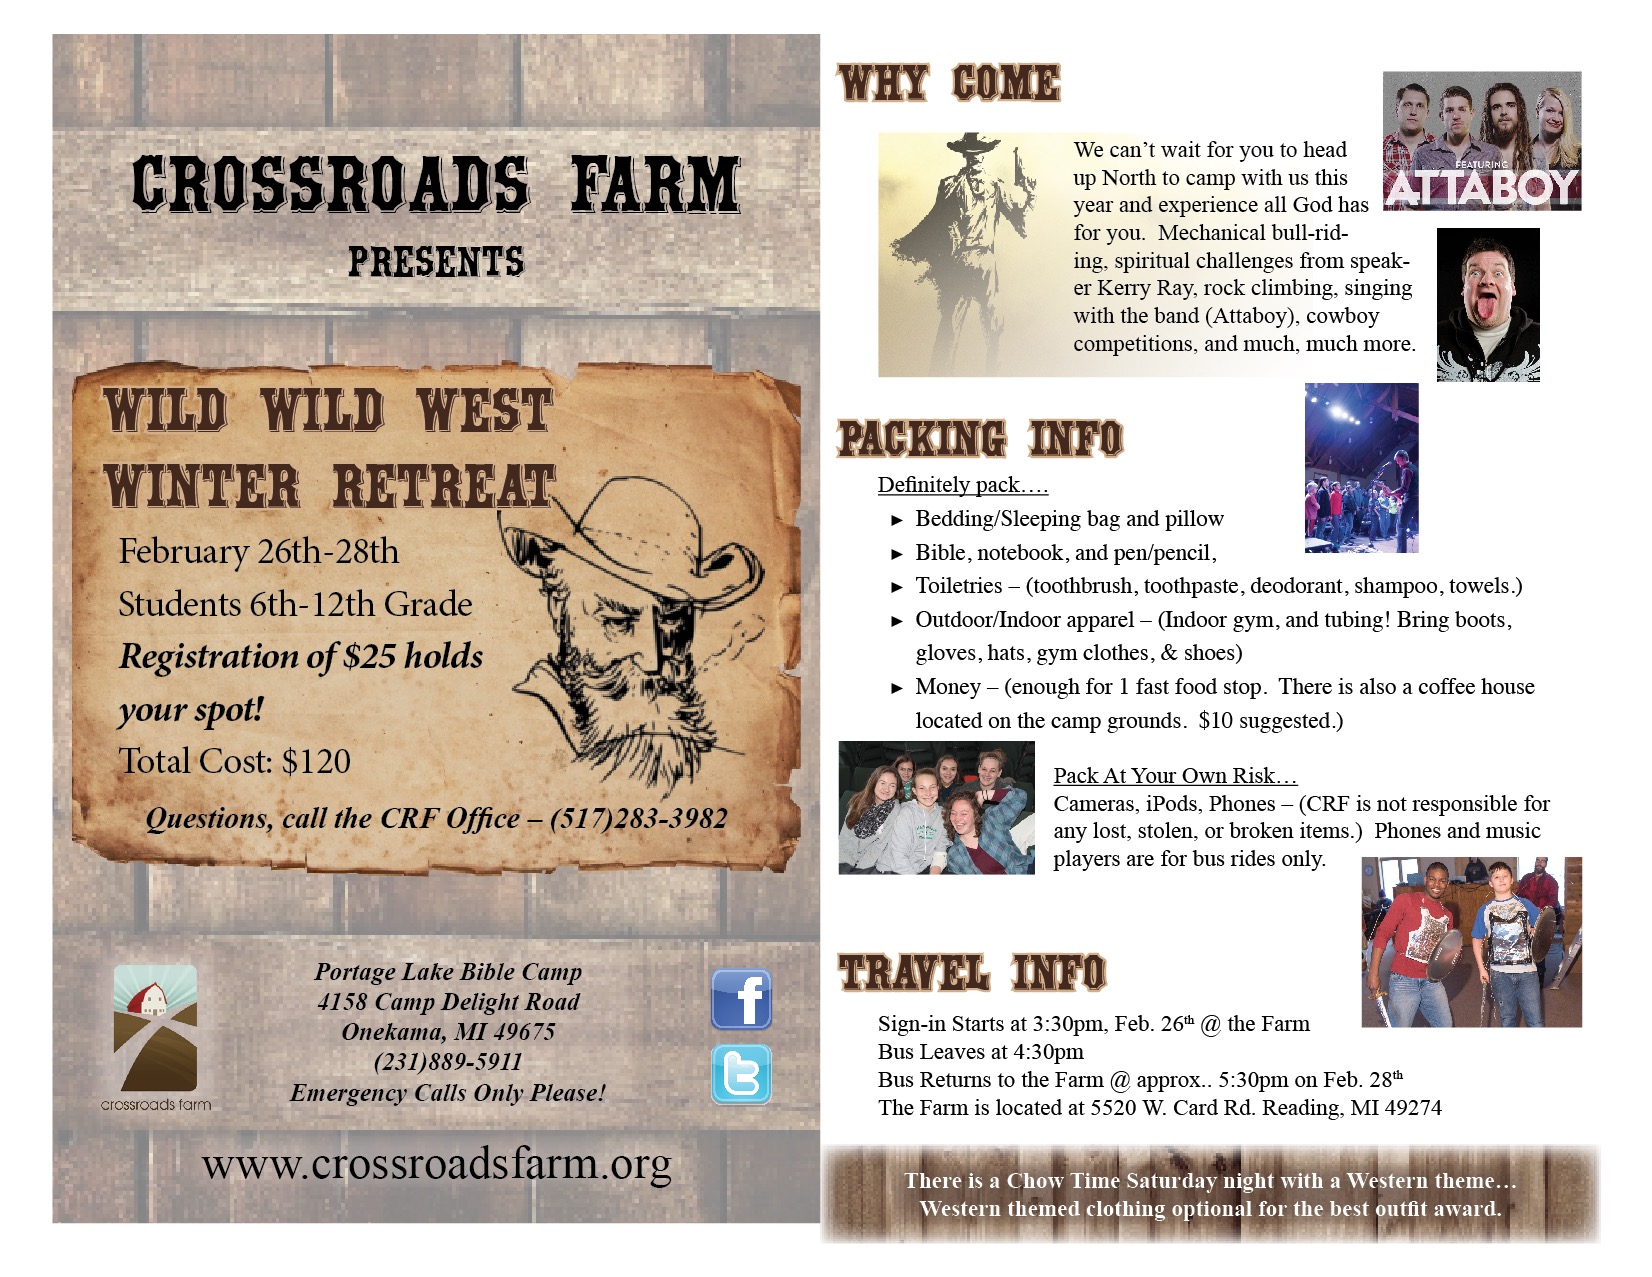 CROSSROADS FARM
PRESENTS
WILD WILD WEST
WINTER RETREAT
February 26th-28th
Students 6th-12th Grade
Registration of $25 holds
your spot!
Total Cost: $120
Questions, call the CRF Office – (517)283-3982
Portage Lake Bible Camp
4158 Camp Delight Road
Onekama, MI 49675
(231)889-5911
Emergency Calls Only Please!
crossroads farm
www.crossroadsfarm.org
WHY COME
We can’t wait for you to head
up North to camp with us this
year and experience all God has
for you.  Mechanical bull-rid-
ing, spiritual challenges from speak-
er Kerry Ray, rock climbing, singing
with the band (Attaboy), cowboy
competitions, and much, much more.
FEATURING
ATTABOY
PACKING INFO
Definitely pack….
► Bedding/Sleeping bag and pillow
► Bible, notebook, and pen/pencil,
► Toiletries – (toothbrush, toothpaste, deodorant, shampoo, towels.)
► Outdoor/Indoor apparel – (Indoor gym, and tubing! Bring boots,
gloves, hats, gym clothes, & shoes)
► Money – (enough for 1 fast food stop.  There is also a coffee house
located on the camp grounds.  $10 suggested.)
Pack At Your Own Risk…
Cameras, iPods, Phones – (CRF is not responsible for
any lost, stolen, or broken items.)  Phones and music
players are for bus rides only.
TRAVEL INFO
Sign-in Starts at 3:30pm, Feb. 26th @ the Farm
Bus Leaves at 4:30pm
Bus Returns to the Farm @ approx.. 5:30pm on Feb. 28th
The Farm is located at 5520 W. Card Rd. Reading, MI 49274
There is a Chow Time Saturday night with a Western theme…
Western themed clothing optional for the best outfit award.